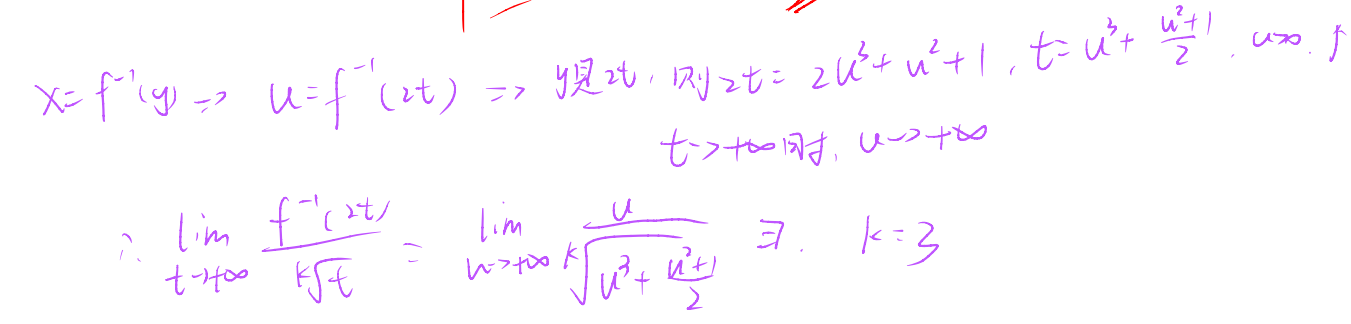 x=f⁻¹(y) => u=f⁻¹(2t) => y是2t, 则2t=2u³+u²+1, t=u³+(u²+1)/2, u>0. ↑
t->+∞时, u->+∞
∴ lim_{t->+∞} f⁻¹(2t)/ᵏ√t = lim_{u->+∞} u/ᵏ√(u³+(u²+1)/2) ∃. k=3